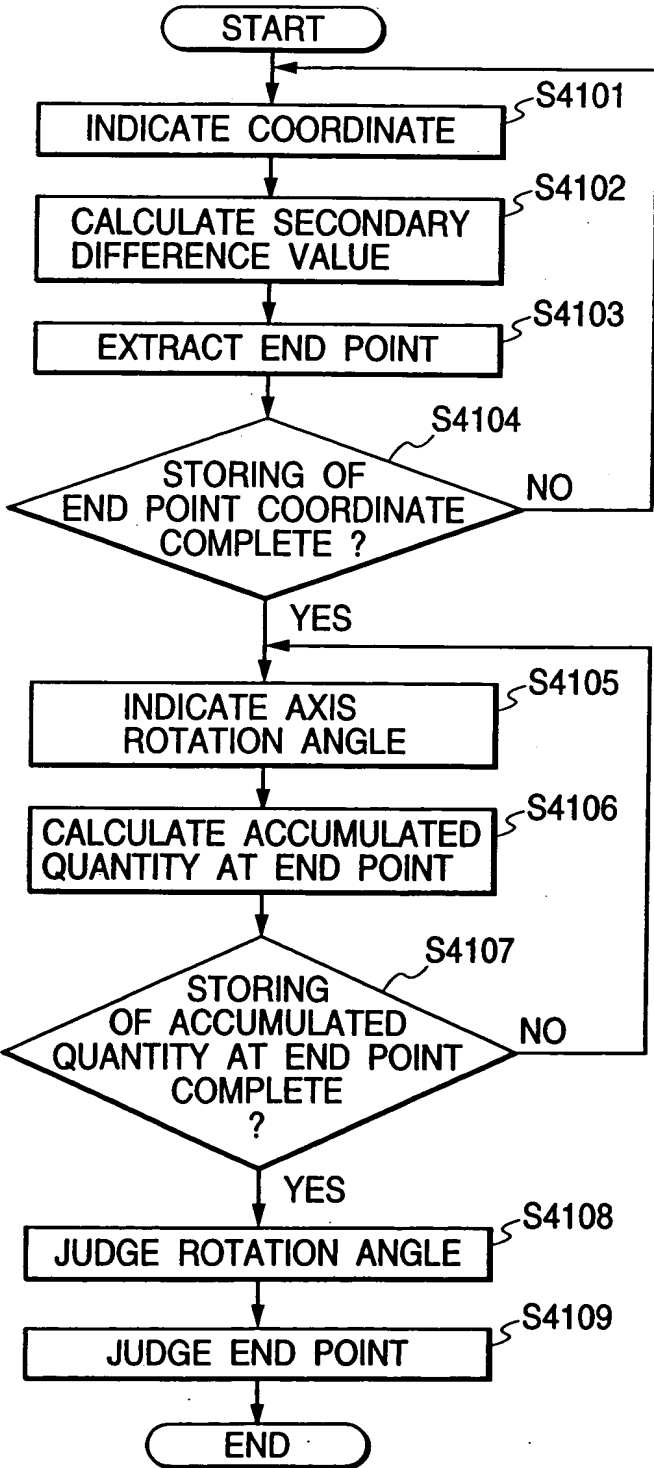 START
S4101
INDICATE COORDINATE
S4102
CALCULATE SECONDARY
DIFFERENCE VALUE
S4103
EXTRACT END POINT
S4104
STORING OF
END POINT COORDINATE
COMPLETE ?
NO
YES
S4105
INDICATE AXIS
ROTATION ANGLE
S4106
CALCULATE ACCUMULATED
QUANTITY AT END POINT
S4107
STORING
OF ACCUMULATED
QUANTITY AT END POINT
COMPLETE
?
NO
YES
S4108
JUDGE ROTATION ANGLE
S4109
JUDGE END POINT
END